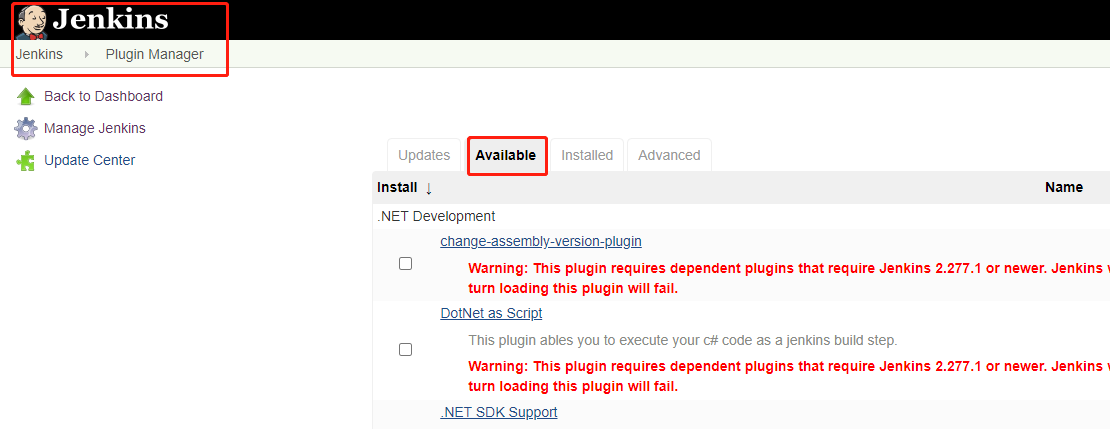 Jenkins
Jenkins Plugin Manager
Back to Dashboard
Manage Jenkins
Update Center
Updates Available Installed Advanced
Install ↓ Name
.NET Development
change-assembly-version-plugin
Warning: This plugin requires dependent plugins that require Jenkins 2.277.1 or newer. Jenkins
turn loading this plugin will fail.
DotNet as Script
This plugin ables you to execute your c# code as a jenkins build step.
Warning: This plugin requires dependent plugins that require Jenkins 2.277.1 or newer. Jenkins
turn loading this plugin will fail.
.NET SDK Support